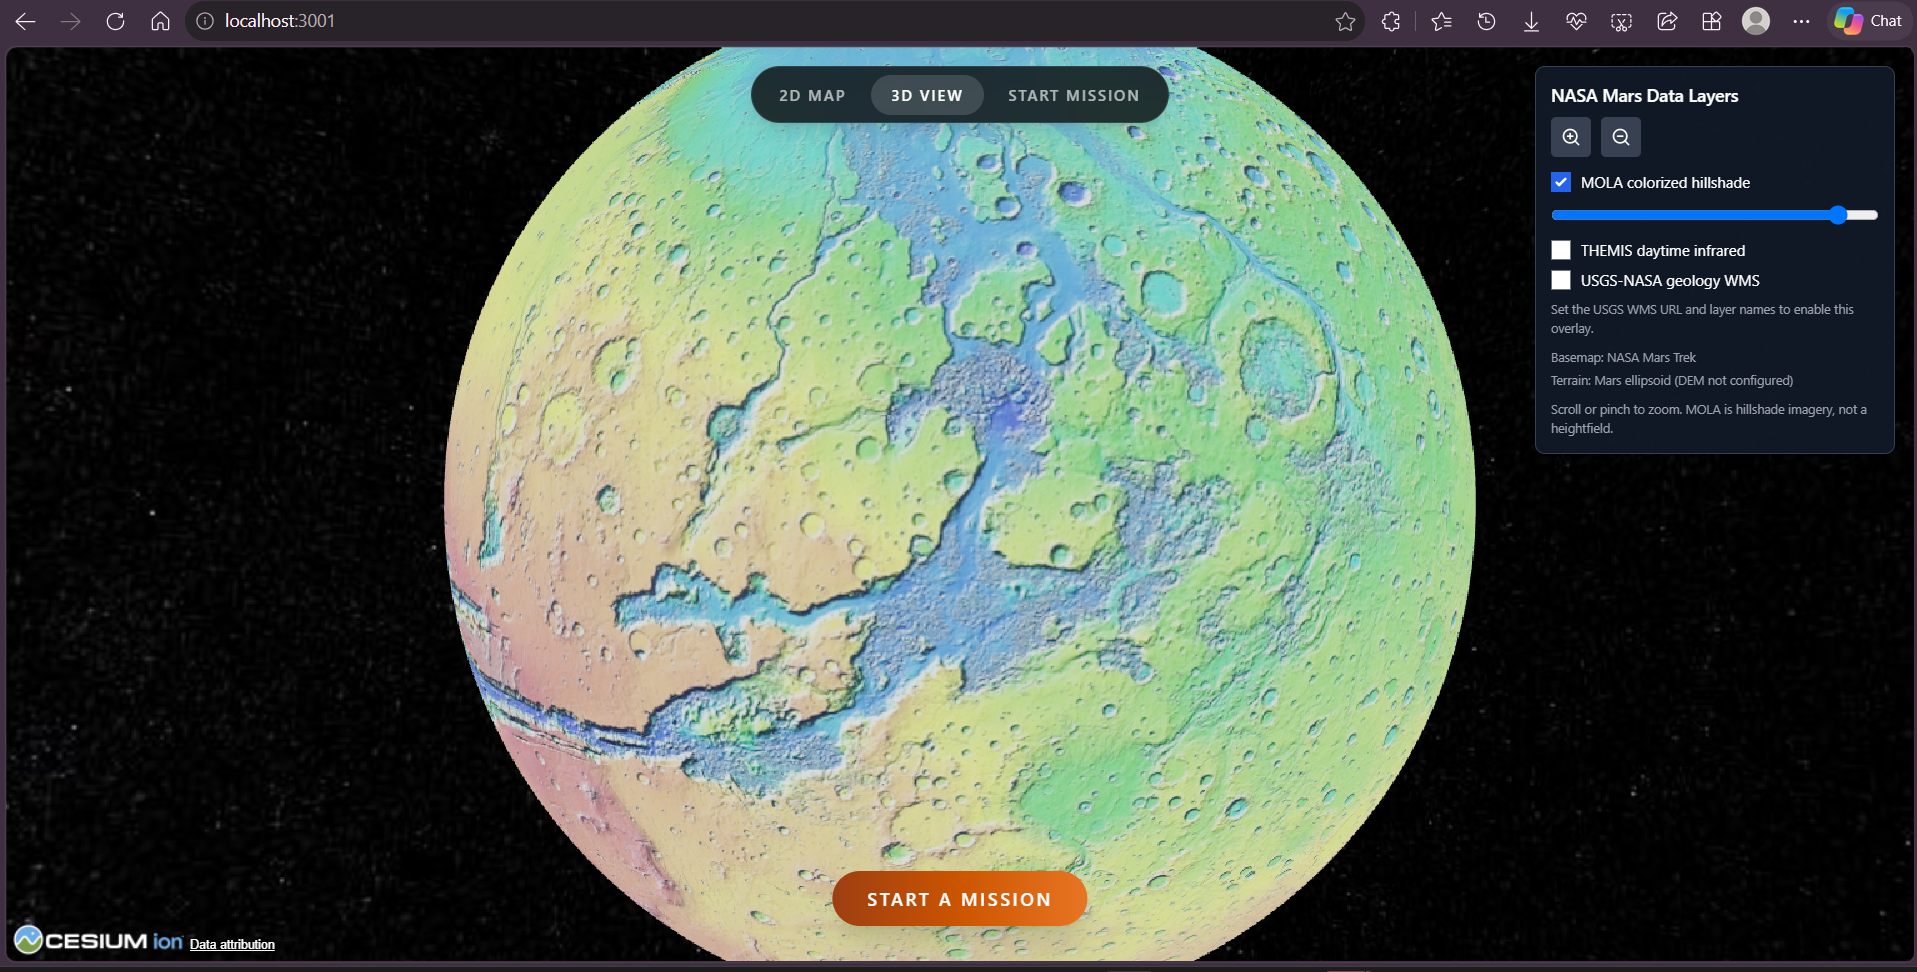 localhost:3001
Chat
2D MAP
3D VIEW
START MISSION
NASA Mars Data Layers
MOLA colorized hillshade
THEMIS daytime infrared
USGS-NASA geology WMS
Set the USGS WMS URL and layer names to enable this
overlay.
Basemap: NASA Mars Trek
Terrain: Mars ellipsoid (DEM not configured)
Scroll or pinch to zoom. MOLA is hillshade imagery, not a
heightfield.
START A MISSION
CESIUM ion
Data attribution